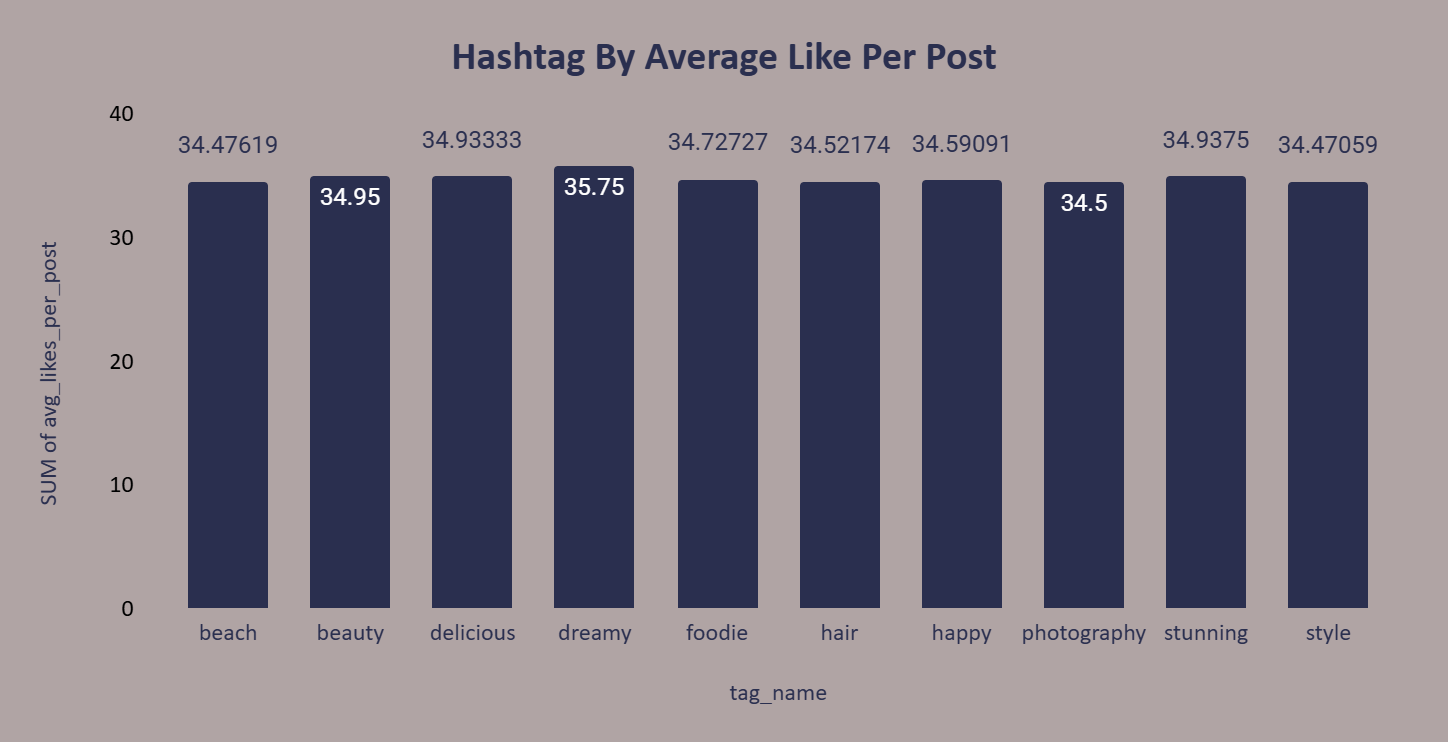 Hashtag By Average Like Per Post
SUM of avg_likes_per_post
40
30
20
10
0
34.47619
34.95
34.93333
35.75
34.72727
34.52174
34.59091
34.5
34.9375
34.47059
beach
beauty
delicious
dreamy
foodie
hair
happy
photography
stunning
style
tag_name